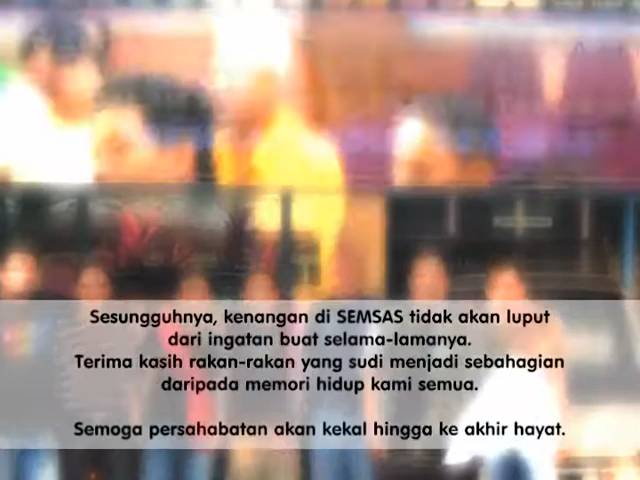 Sesungguhnya, kenangan di SEMSAS tidak akan luput
dari ingatan buat selama-lamanya.
Terima kasih rakan-rakan yang sudi menjadi sebahagian
daripada memori hidup kami semua.
Semoga persahabatan akan kekal hingga ke akhir hayat.